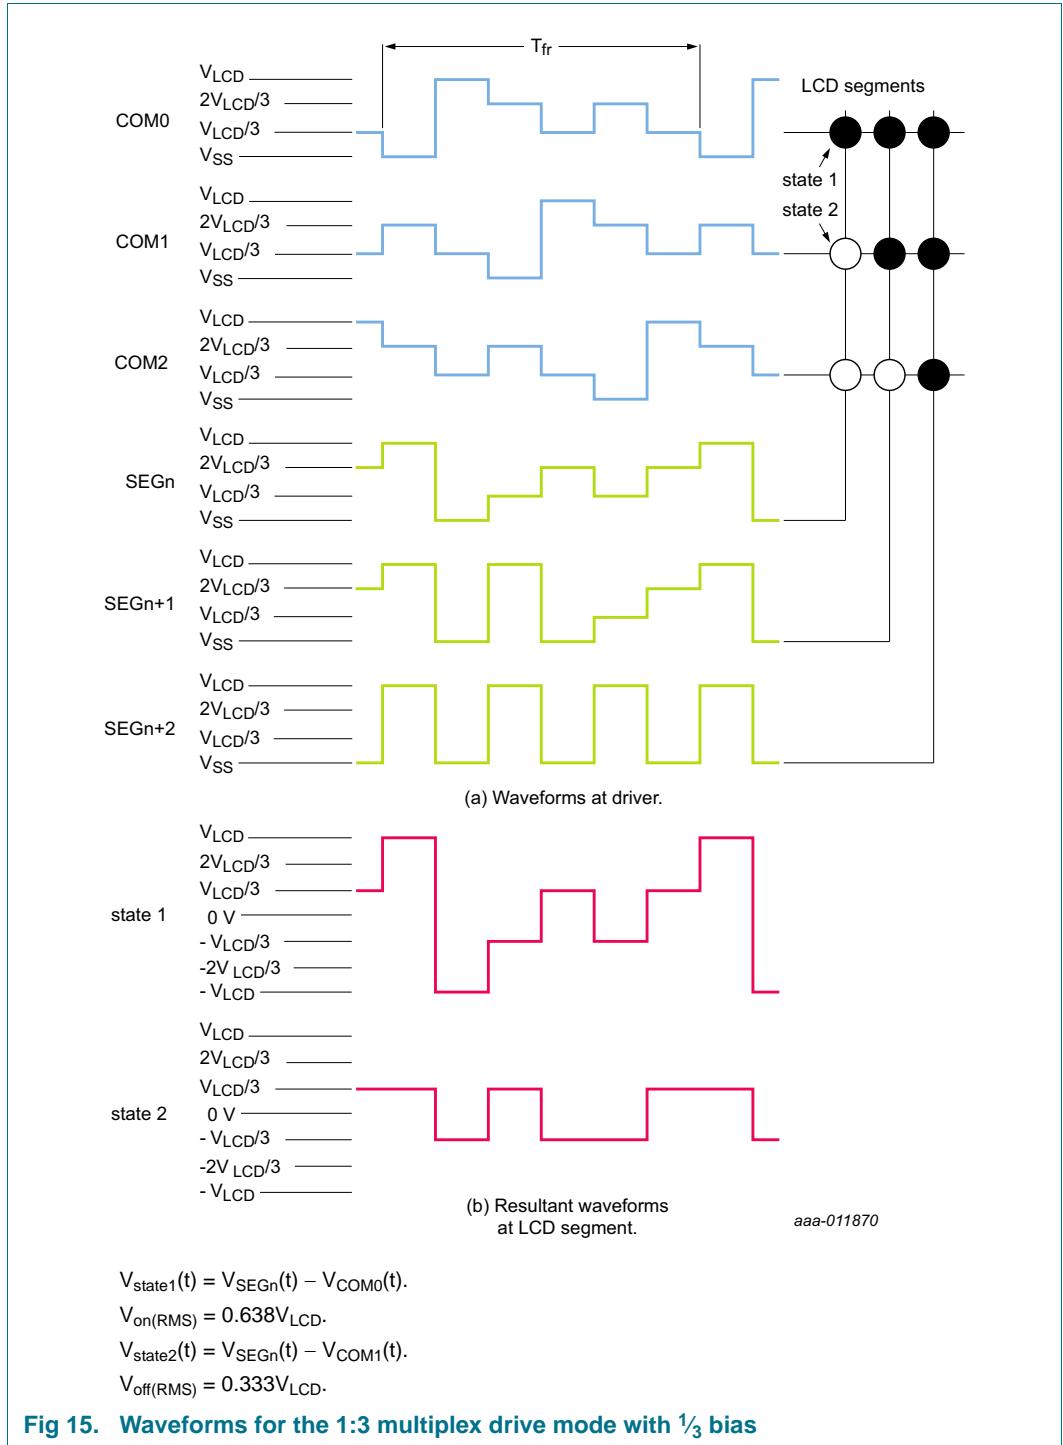 Tfr
VLCD
2VLCD/3
COM0
VLCD/3
VSS
LCD segments
state 1
state 2
VLCD
2VLCD/3
COM1
VLCD/3
VSS
VLCD
2VLCD/3
COM2
VLCD/3
VSS
VLCD
2VLCD/3
SEGn
VLCD/3
VSS
VLCD
2VLCD/3
SEGn+1
VLCD/3
VSS
VLCD
2VLCD/3
SEGn+2
VLCD/3
VSS
(a) Waveforms at driver.
VLCD
2VLCD/3
VLCD/3
state 1
0 V
- VLCD/3
-2V LCD/3
- VLCD
VLCD
2VLCD/3
VLCD/3
state 2
0 V
- VLCD/3
-2V LCD/3
- VLCD
(b) Resultant waveforms
at LCD segment.
aaa-011870
Vstate1(t) = VSEGn(t) − VCOM0(t).
Von(RMS) = 0.638VLCD.
Vstate2(t) = VSEGn(t) − VCOM1(t).
Voff(RMS) = 0.333VLCD.
Fig 15. Waveforms for the 1:3 multiplex drive mode with 1⁄3 bias